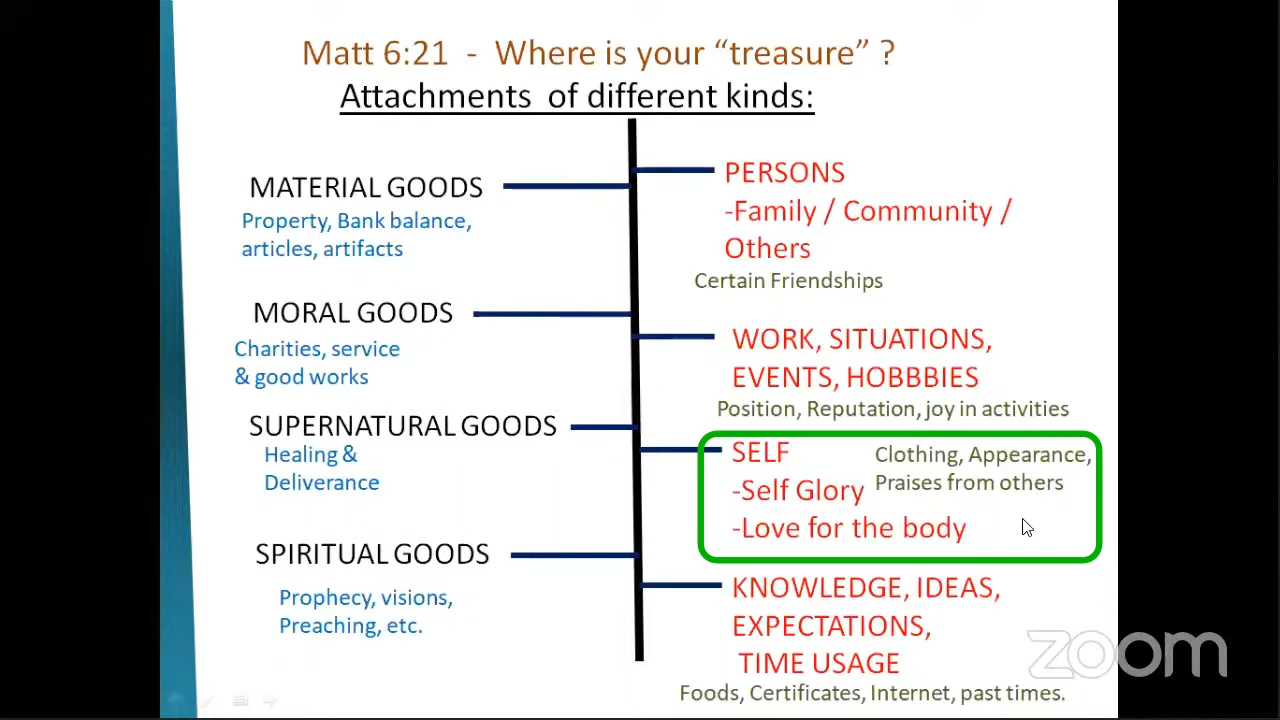 Matt 6:21 - Where is your “treasure” ?
Attachments of different kinds:
MATERIAL GOODS
Property, Bank balance,
articles, artifacts
MORAL GOODS
Charities, service
& good works
SUPERNATURAL GOODS
Healing &
Deliverance
SPIRITUAL GOODS
Prophecy, visions,
Preaching, etc.
PERSONS
-Family / Community /
Others
Certain Friendships
WORK, SITUATIONS,
EVENTS, HOBBBIES
Position, Reputation, joy in activities
SELF
-Self Glory
-Love for the body
Clothing, Appearance,
Praises from others
KNOWLEDGE, IDEAS,
EXPECTATIONS,
TIME USAGE
Foods, Certificates, Internet, past times.
zoom